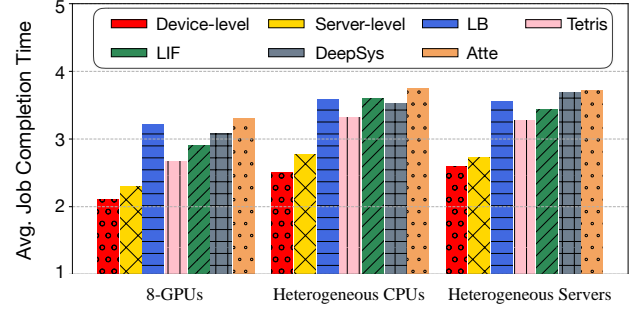 Avg. Job Completion Time
5
4
3
2
1
Device-level Server-level LB Tetris
LIF DeepSys Atte
8-GPUs Heterogeneous CPUs Heterogeneous Servers